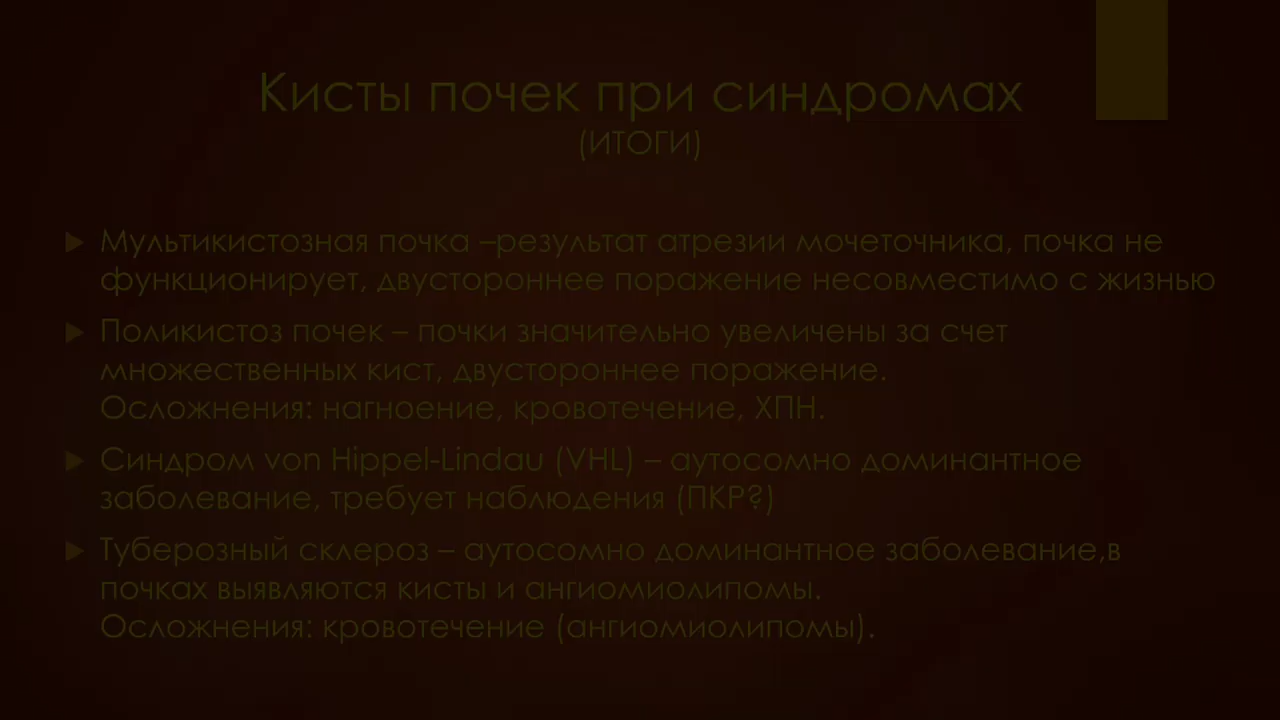 Кисты почек при синдромах
(ИТОГИ)
Мультикистозная почка –результат атрезии мочеточника, почка не
функционирует, двустороннее поражение несовместимо с жизнью
Поликистоз почек – почки значительно увеличены за счет
множественных кист, двустороннее поражение.
Осложнения: нагноение, кровотечение, ХПН.
Синдром von Hippel-Lindau (VHL) – аутосомно доминантное
заболевание, требует наблюдения (ПКР?)
Туберозный склероз – аутосомно доминантное заболевание,в
почках выявляются кисты и ангиомиолипомы.
Осложнения: кровотечение (ангиомиолипомы).